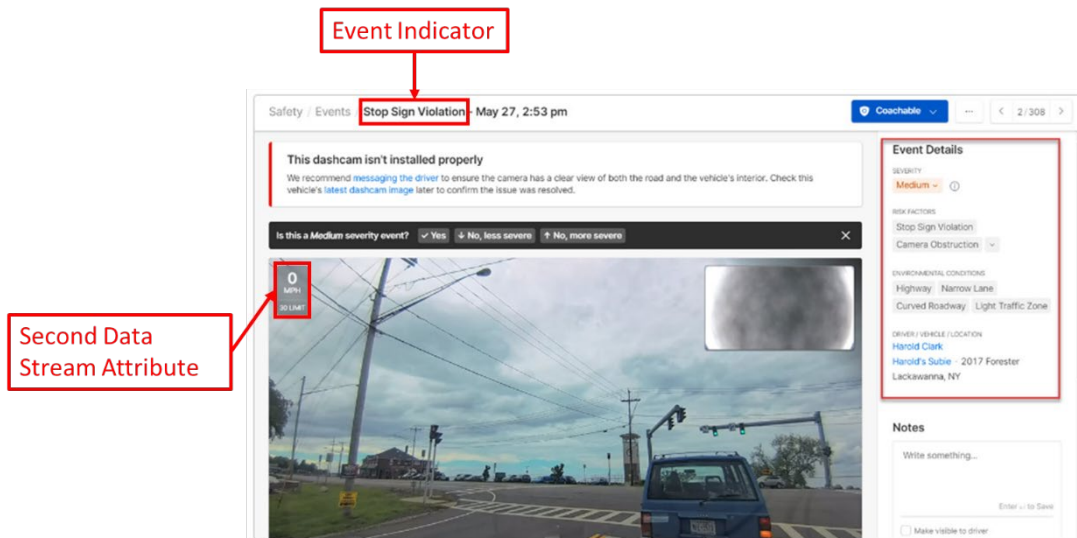 Event Indicator
Safety / Events / Stop Sign Violation - May 27, 2:53 pm
Coachable
2/308
This dashcam isn't installed properly
We recommend messaging the driver to ensure the camera has a clear view of both the road and the vehicle's interior. Check this
vehicle's latest dashcam image later to confirm the issue was resolved.
Is this a Medium severity event? Yes No, less severe No, more severe
0
MPH
30 LIMIT
Second Data
Stream Attribute
Event Details
SEVERITY
Medium
RISK FACTORS
Stop Sign Violation
Camera Obstruction
ENVIRONMENTAL CONDITIONS
Highway Narrow Lane
Curved Roadway Light Traffic Zone
DRIVER / VEHICLE / LOCATION
Harold Clark
Harold's Subie · 2017 Forester
Lackawanna, NY
Notes
Write something...
Enter ↵ to Save
Make visible to driver